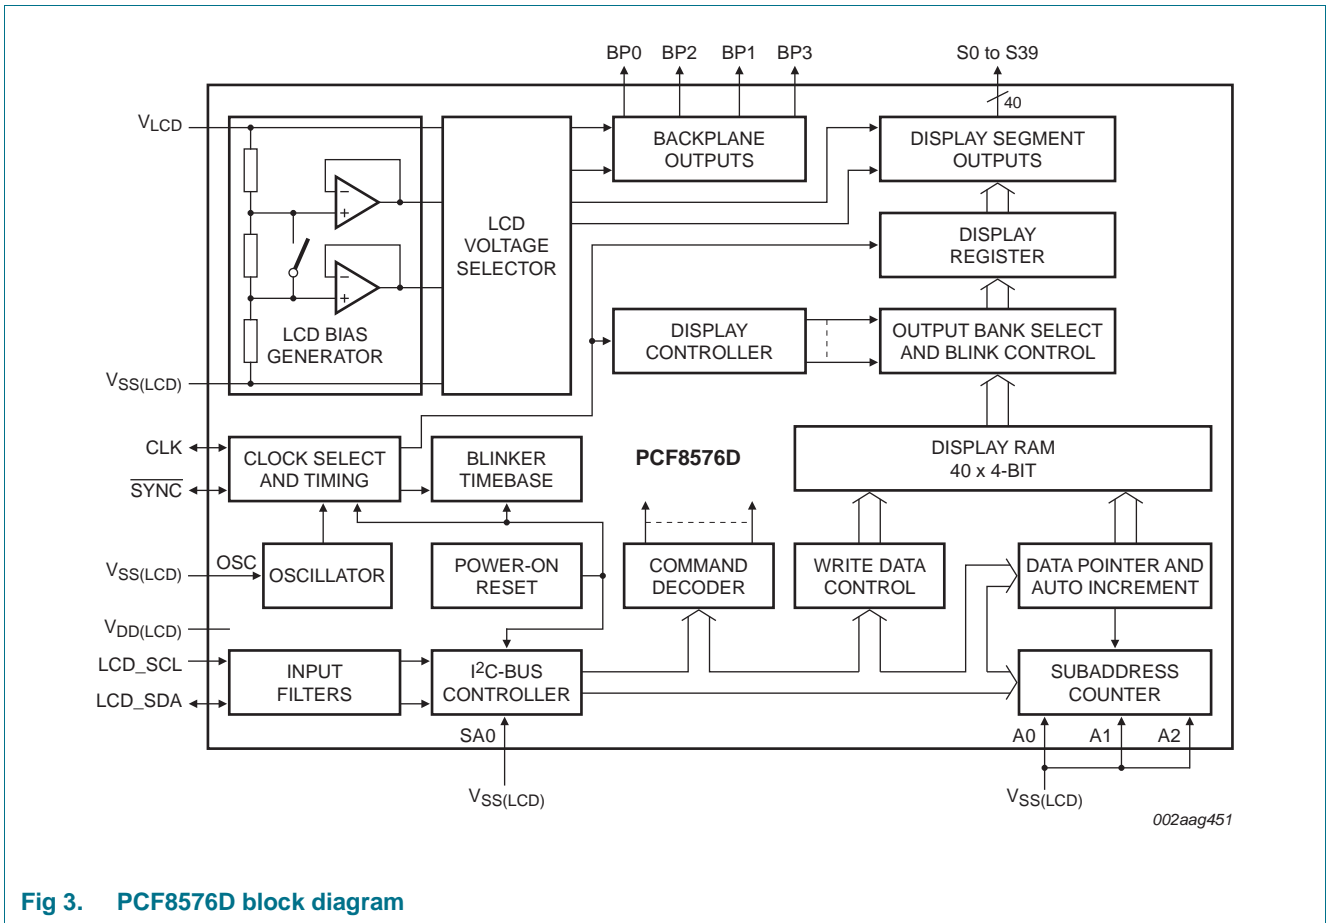 BP0 BP2 BP1 BP3 S0 to S39
40
VLCD
BACKPLANE
OUTPUTS
DISPLAY SEGMENT
OUTPUTS
−
+
LCD
VOLTAGE
SELECTOR
DISPLAY
REGISTER
−
+
LCD BIAS
GENERATOR
DISPLAY
CONTROLLER
OUTPUT BANK SELECT
AND BLINK CONTROL
VSS(LCD)
CLK
SYNC
CLOCK SELECT
AND TIMING
BLINKER
TIMEBASE
PCF8576D
DISPLAY RAM
40 x 4-BIT
VSS(LCD)
OSC
OSCILLATOR
POWER-ON
RESET
COMMAND
DECODER
WRITE DATA
CONTROL
DATA POINTER AND
AUTO INCREMENT
VDD(LCD)
LCD_SCL
LCD_SDA
INPUT
FILTERS
I2C-BUS
CONTROLLER
SUBADDRESS
COUNTER
SA0
A0 A1 A2
VSS(LCD)
VSS(LCD)
002aag451
Fig 3. PCF8576D block diagram